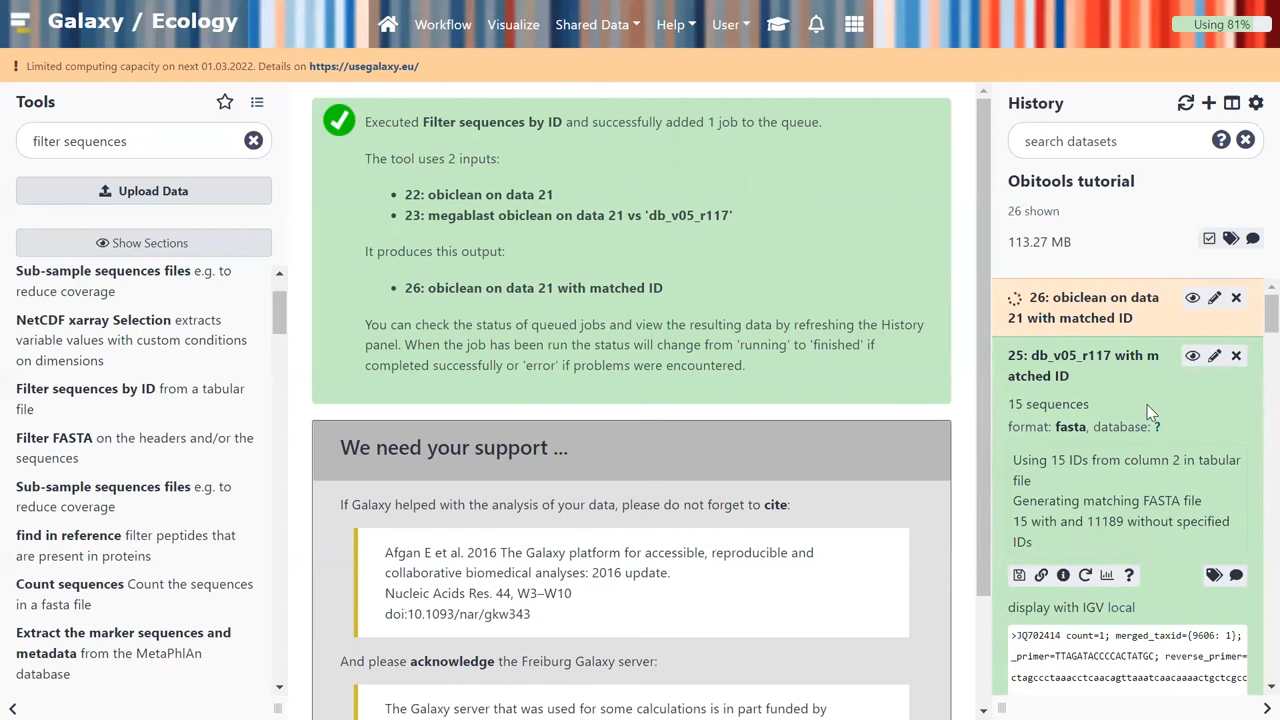 Galaxy / Ecology
Workflow
Visualize
Shared Data
Help
User
Using 81%
! Limited computing capacity on next 01.03.2022. Details on https://usegalaxy.eu/
Tools
filter sequences
Upload Data
Show Sections
Sub-sample sequences files e.g. to
reduce coverage
NetCDF xarray Selection extracts
variable values with custom conditions
on dimensions
Filter sequences by ID from a tabular
file
Filter FASTA on the headers and/or the
sequences
Sub-sample sequences files e.g. to
reduce coverage
find in reference filter peptides that
are present in proteins
Count sequences Count the sequences
in a fasta file
Extract the marker sequences and
metadata from the MetaPhlAn
database
Executed Filter sequences by ID and successfully added 1 job to the queue.
The tool uses 2 inputs:
• 22: obiclean on data 21
• 23: megablast obiclean on data 21 vs 'db_v05_r117'
It produces this output:
• 26: obiclean on data 21 with matched ID
You can check the status of queued jobs and view the resulting data by refreshing the History
panel. When the job has been run the status will change from 'running' to 'finished' if
completed successfully or 'error' if problems were encountered.
We need your support ...
If Galaxy helped with the analysis of your data, please do not forget to cite:
Afgan E et al. 2016 The Galaxy platform for accessible, reproducible and
collaborative biomedical analyses: 2016 update.
Nucleic Acids Res. 44, W3–W10
doi:10.1093/nar/gkw343
And please acknowledge the Freiburg Galaxy server:
The Galaxy server that was used for some calculations is in part funded by
History
search datasets
Obitools tutorial
26 shown
113.27 MB
26: obiclean on data
21 with matched ID
25: db_v05_r117 with m
atched ID
15 sequences
format: fasta, database: ?
Using 15 IDs from column 2 in tabular
file
Generating matching FASTA file
15 with and 11189 without specified
IDs
display with IGV local
>JQ702414 count=1; merged_taxid={9606: 1};
_primer=TTAGATACCCCACTATGC; reverse_primer=
ctagccctaaacctcaacagttaaatcaacaaaactgctcgcc